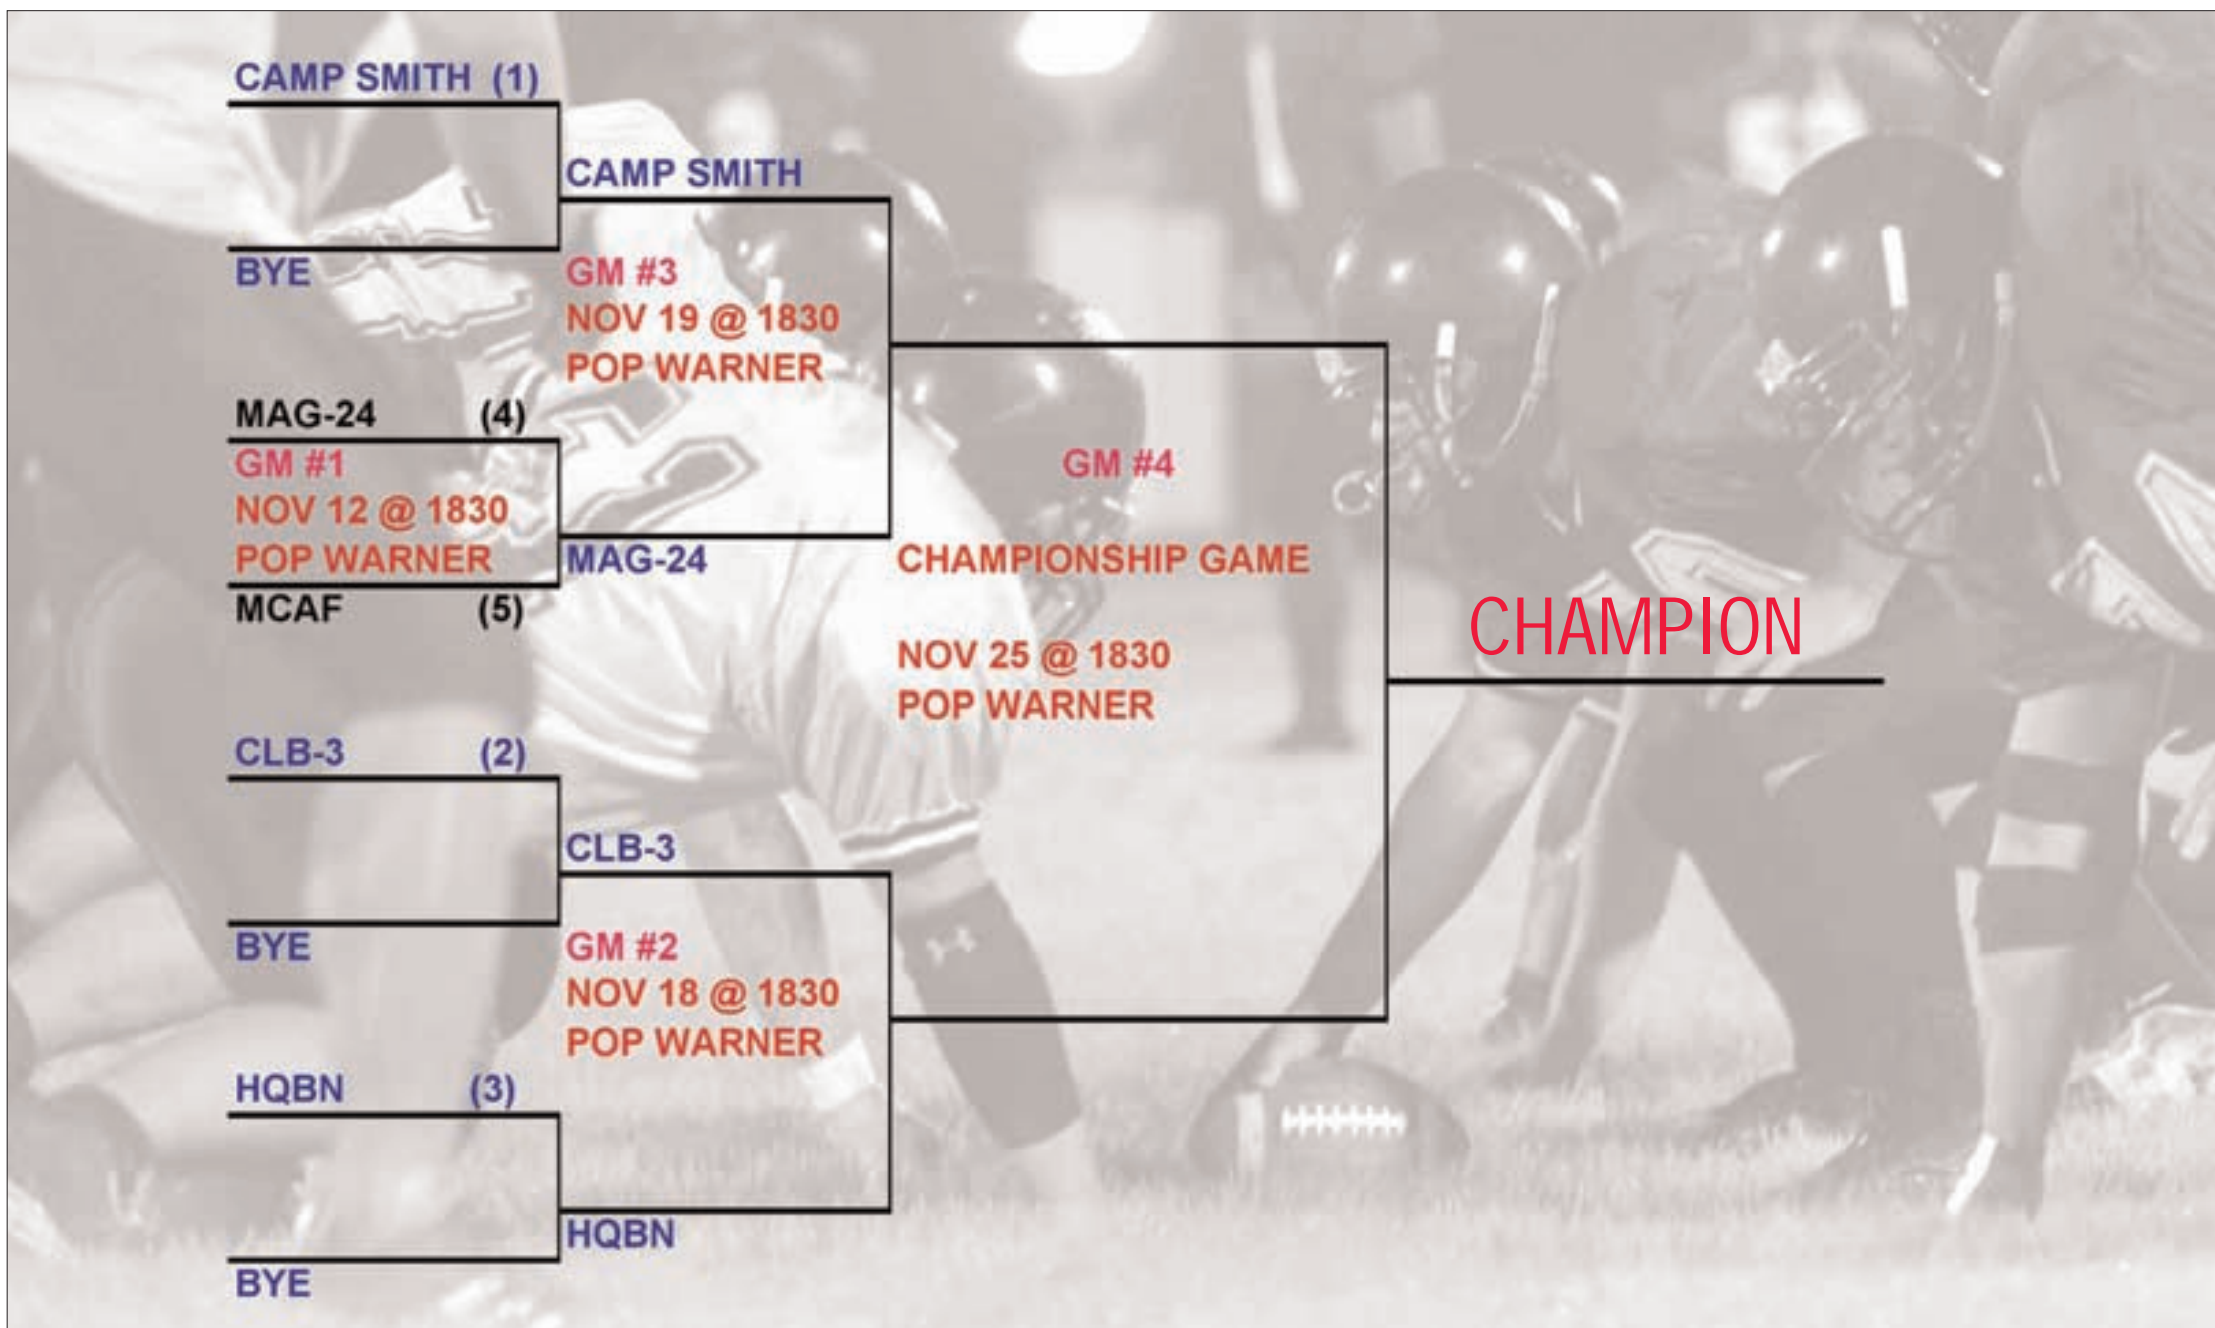 CAMP SMITH (1)
BYE
CAMP SMITH
GM #3
NOV 19 @ 1830
POP WARNER
MAG-24 (4)
GM #1
NOV 12 @ 1830
POP WARNER
MCAF (5)
MAG-24
GM #4
CHAMPIONSHIP GAME
NOV 25 @ 1830
POP WARNER
CHAMPION
CLB-3 (2)
BYE
CLB-3
GM #2
NOV 18 @ 1830
POP WARNER
HQBN (3)
BYE
HQBN